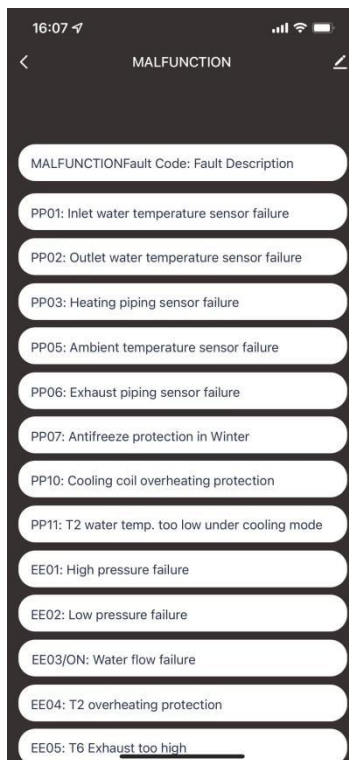 16:07
MALFUNCTION
MALFUNCTIONFault Code: Fault Description
PP01: Inlet water temperature sensor failure
PP02: Outlet water temperature sensor failure
PP03: Heating piping sensor failure
PP05: Ambient temperature sensor failure
PP06: Exhaust piping sensor failure
PP07: Antifreeze protection in Winter
PP10: Cooling coil overheating protection
PP11: T2 water temp. too low under cooling mode
EE01: High pressure failure
EE02: Low pressure failure
EE03/ON: Water flow failure
EE04: T2 overheating protection
EE05: T6 Exhaust too high